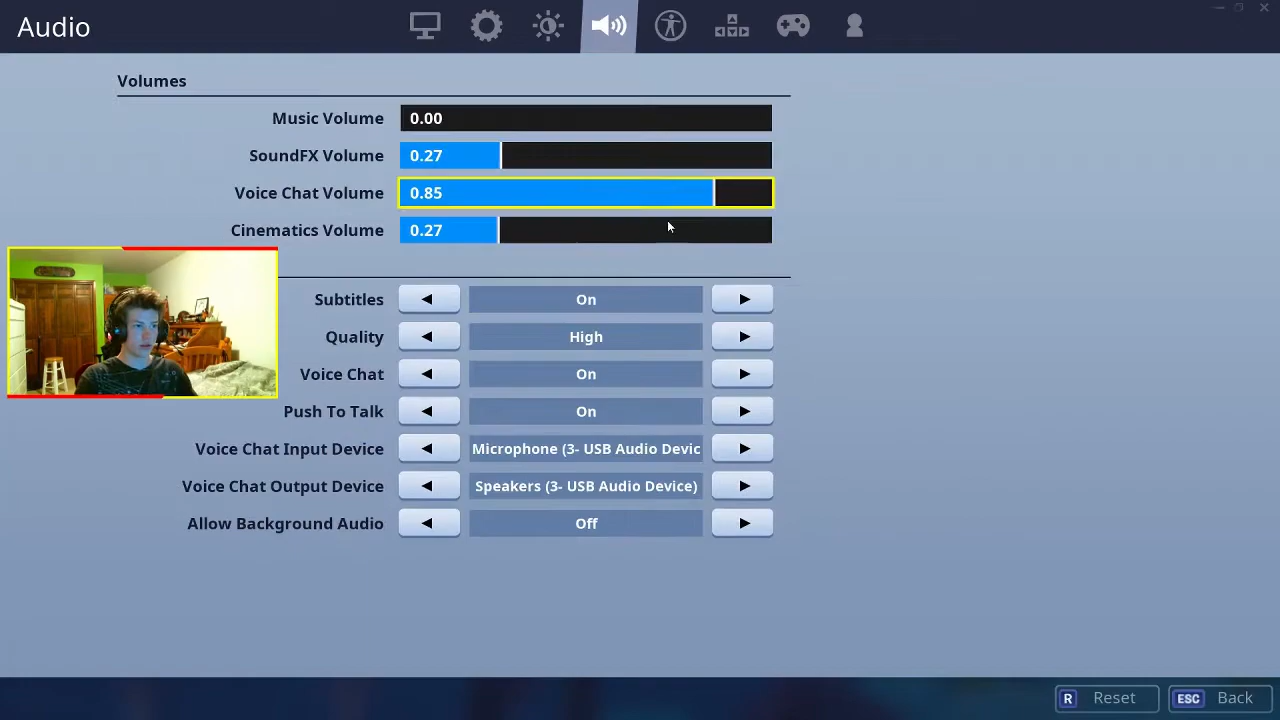 Audio
Volumes
Music Volume 0.00
SoundFX Volume 0.27
Voice Chat Volume 0.85
Cinematics Volume 0.27
Subtitles On
Quality High
Voice Chat On
Push To Talk On
Voice Chat Input Device Microphone (3- USB Audio Devic
Voice Chat Output Device Speakers (3- USB Audio Device)
Allow Background Audio Off
R Reset ESC Back